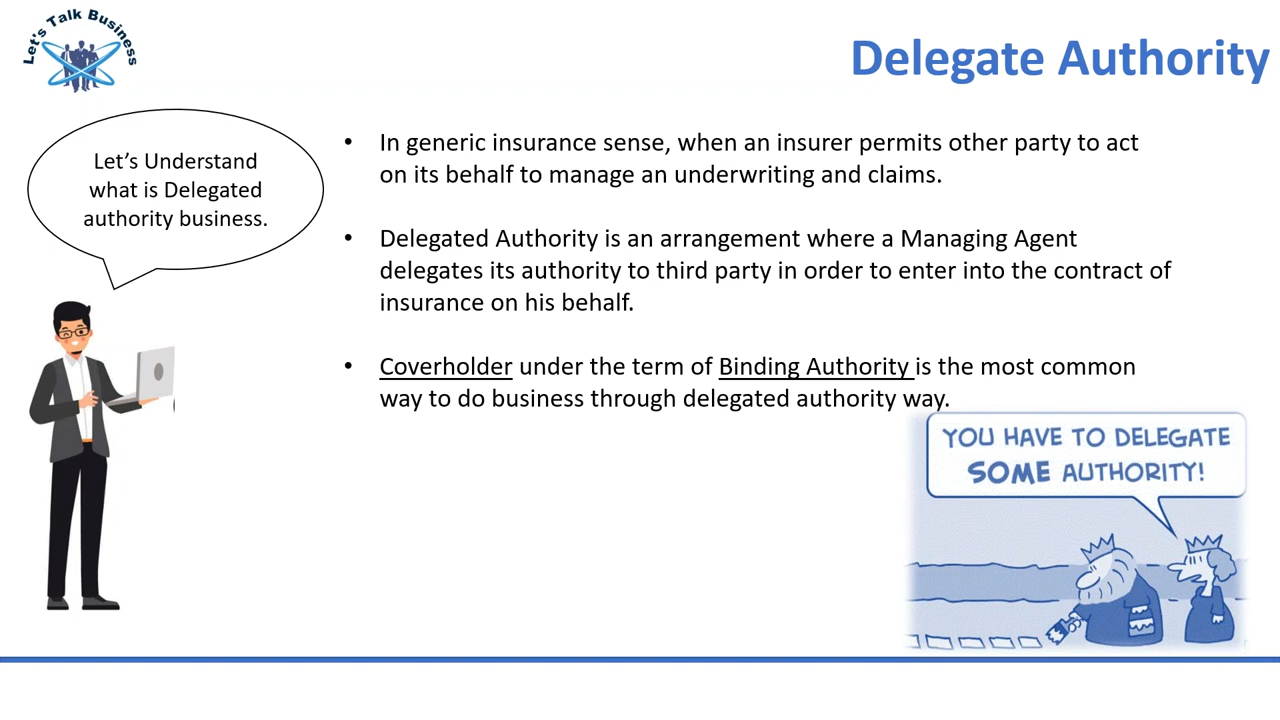 Let's Talk Business
Delegate Authority
Let’s Understand
what is Delegated
authority business.
• In generic insurance sense, when an insurer permits other party to act
on its behalf to manage an underwriting and claims.
• Delegated Authority is an arrangement where a Managing Agent
delegates its authority to third party in order to enter into the contract of
insurance on his behalf.
• Coverholder under the term of Binding Authority is the most common
way to do business through delegated authority way.
YOU HAVE TO DELEGATE
SOME AUTHORITY!